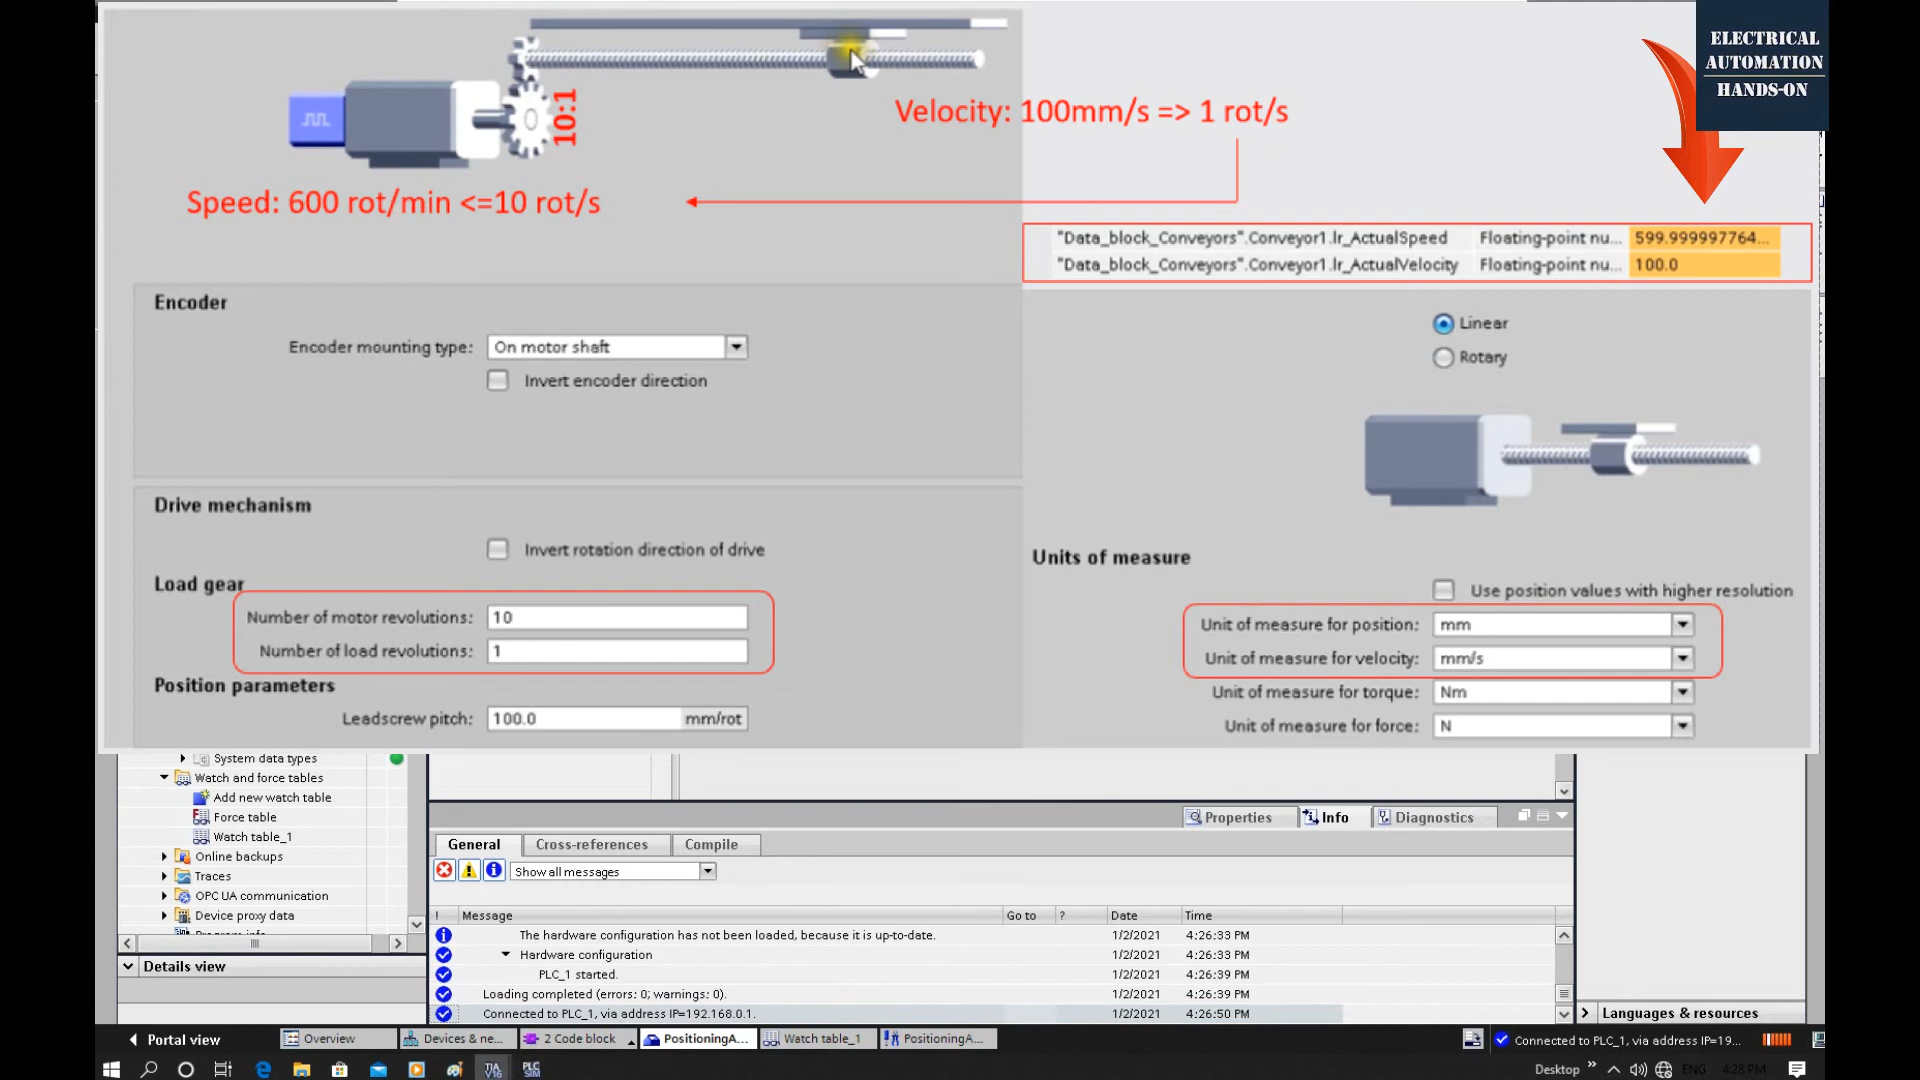 ELECTRICAL
AUTOMATION
HANDS-ON
10:1
Velocity: 100mm/s => 1 rot/s
Speed: 600 rot/min <=10 rot/s
"Data_block_Conveyors".Conveyor1.lr_ActualSpeed Floating-point nu... 599.999997764...
"Data_block_Conveyors".Conveyor1.lr_ActualVelocity Floating-point nu... 100.0
Encoder
Encoder mounting type: On motor shaft
Invert encoder direction
Linear
Rotary
Drive mechanism
Invert rotation direction of drive
Load gear
Number of motor revolutions: 10
Number of load revolutions: 1
Position parameters
Leadscrew pitch: 100.0 mm/rot
Units of measure
Use position values with higher resolution
Unit of measure for position: mm
Unit of measure for velocity: mm/s
Unit of measure for torque: Nm
Unit of measure for force: N
System data types
Watch and force tables
Add new watch table
Force table
Watch table_1
Online backups
Traces
OPC UA communication
Device proxy data
Details view
Properties Info Diagnostics
General Cross-references Compile
Show all messages
! Message Go to ? Date Time
The hardware configuration has not been loaded, because it is up-to-date. 1/2/2021 4:26:33 PM
Hardware configuration 1/2/2021 4:26:33 PM
PLC_1 started. 1/2/2021 4:26:39 PM
Loading completed (errors: 0; warnings: 0). 1/2/2021 4:26:39 PM
Connected to PLC_1, via address IP=192.168.0.1. 1/2/2021 4:26:50 PM
Languages & resources
Portal view Overview Devices & ne... 2 Code block PositioningA... Watch table_1 PositioningA... Connected to PLC_1, via address IP=19...
TIA V16 PLC SIM Desktop » ENG 4:28 PM